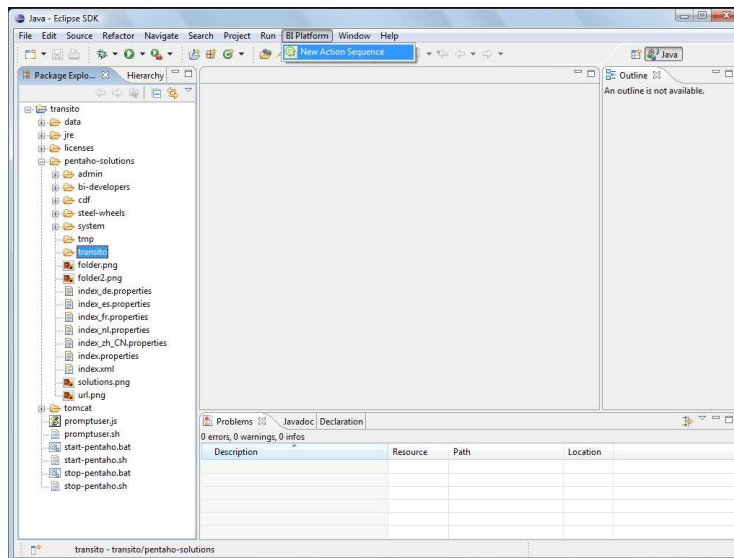 Java - Eclipse SDK
File Edit Source Refactor Navigate Search Project Run BI Platform Window Help
New Action Sequence
Java
Package Explo... Hierarchy
Outline
An outline is not available.
transito
data
jre
licenses
pentaho-solutions
admin
bi-developers
cdf
steel-wheels
system
tmp
transito
folder.png
folder2.png
index_de.properties
index_es.properties
index_fr.properties
index_nl.properties
index_zh_CN.properties
index.properties
index.xml
solutions.png
url.png
tomcat
promptuser.js
promptuser.sh
start-pentaho.bat
start-pentaho.sh
stop-pentaho.bat
stop-pentaho.sh
Problems Javadoc Declaration
0 errors, 0 warnings, 0 infos
Description Resource Path Location
transito - transito/pentaho-solutions